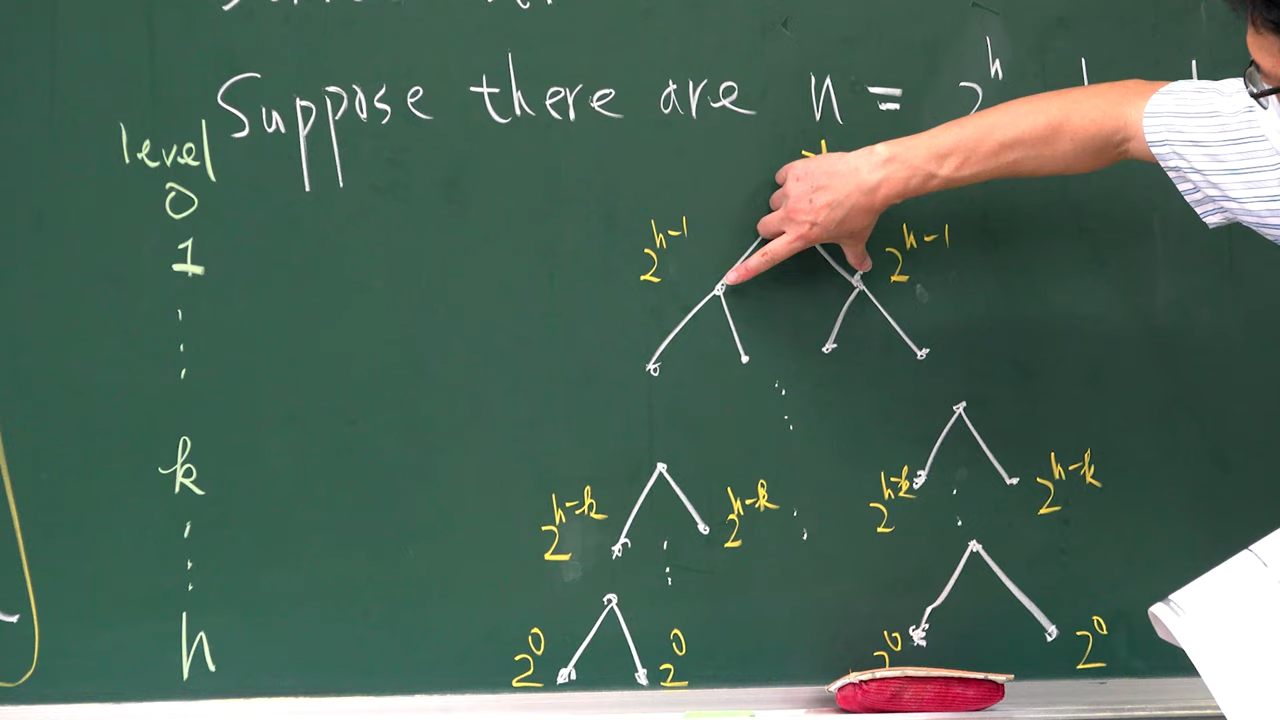 Suppose there are n = 2^h
level
0
1
2^{h-1} 2^{h-1}
k
2^{h-k} 2^{h-k} 2^{h-k} 2^{h-k}
h
2^0 2^0 2^0 2^0